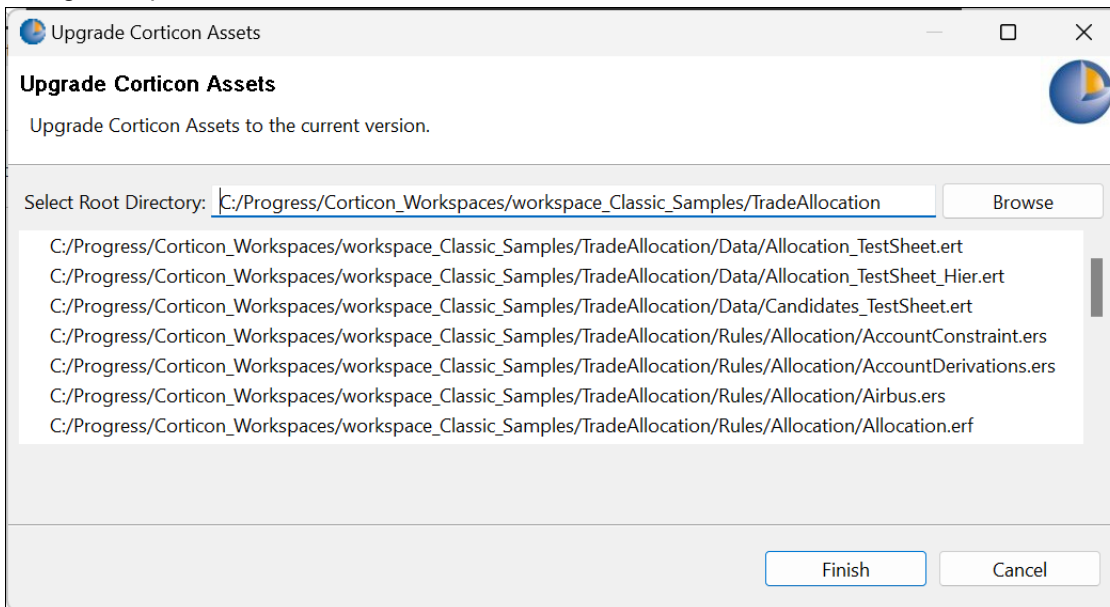 Upgrade Corticon Assets
Upgrade Corticon Assets
Upgrade Corticon Assets to the current version.
Select Root Directory: C:/Progress/Corticon_Workspaces/workspace_Classic_Samples/TradeAllocation Browse
C:/Progress/Corticon_Workspaces/workspace_Classic_Samples/TradeAllocation/Data/Allocation_TestSheet.ert
C:/Progress/Corticon_Workspaces/workspace_Classic_Samples/TradeAllocation/Data/Allocation_TestSheet_Hier.ert
C:/Progress/Corticon_Workspaces/workspace_Classic_Samples/TradeAllocation/Data/Candidates_TestSheet.ert
C:/Progress/Corticon_Workspaces/workspace_Classic_Samples/TradeAllocation/Rules/Allocation/AccountConstraint.ers
C:/Progress/Corticon_Workspaces/workspace_Classic_Samples/TradeAllocation/Rules/Allocation/AccountDerivations.ers
C:/Progress/Corticon_Workspaces/workspace_Classic_Samples/TradeAllocation/Rules/Allocation/Airbus.ers
C:/Progress/Corticon_Workspaces/workspace_Classic_Samples/TradeAllocation/Rules/Allocation/Allocation.erf
Finish Cancel